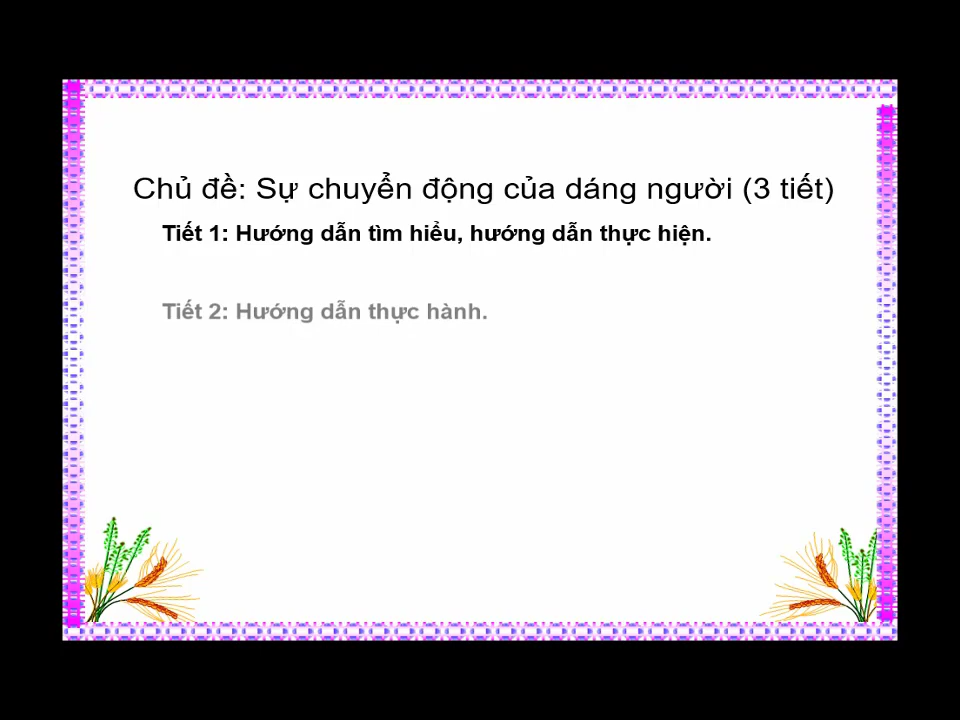 Chủ đề: Sự chuyển động của dáng người (3 tiết)
Tiết 1: Hướng dẫn tìm hiểu, hướng dẫn thực hiện.
Tiết 2: Hướng dẫn thực hành.